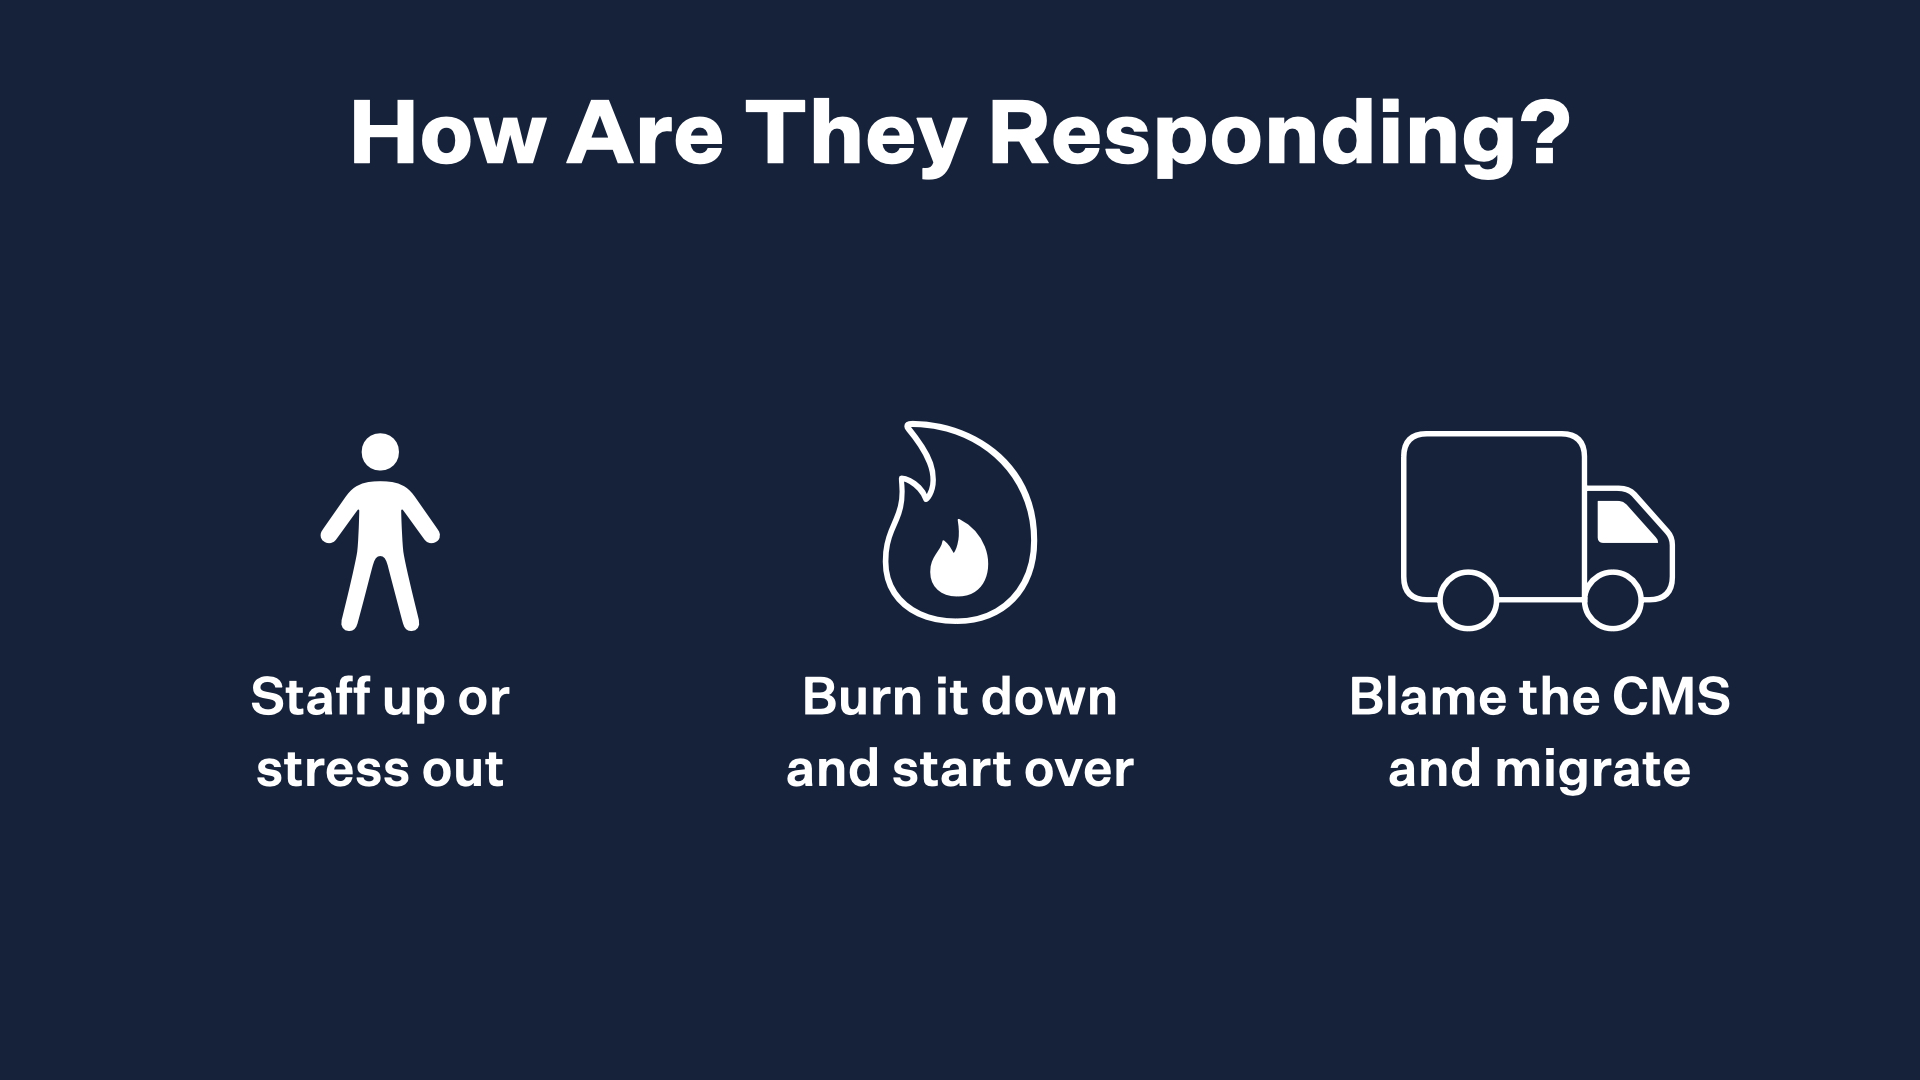 How Are They Responding?
Staff up or
stress out
Burn it down
and start over
Blame the CMS
and migrate